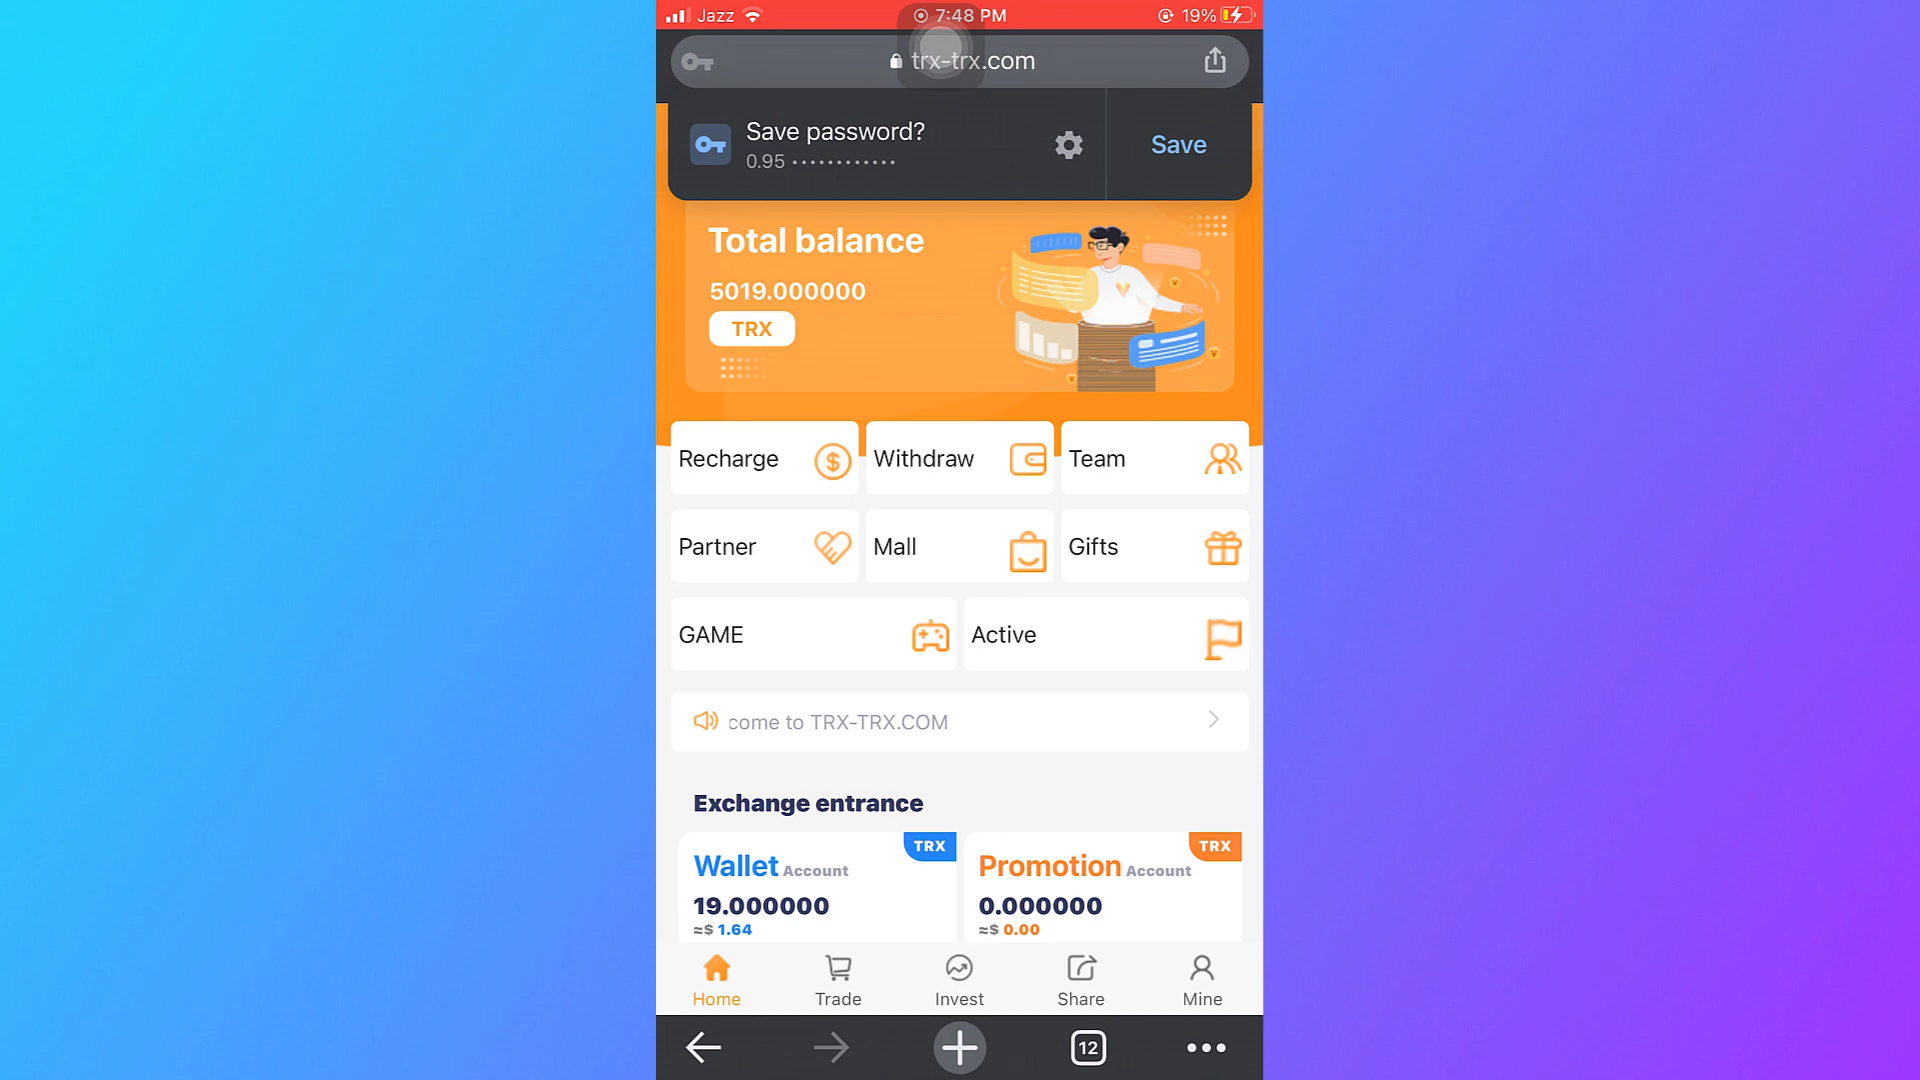 Jazz 7:48 PM 19%
trx-trx.com
Save password?
0.95 ••••••••••••
Save
Total balance
5019.000000
TRX
Recharge Withdraw Team
Partner Mall Gifts
GAME Active
come to TRX-TRX.COM
Exchange entrance
TRX TRX
Wallet Account Promotion Account
19.000000 0.000000
≈$ 1.64 ≈$ 0.00
Home Trade Invest Share Mine
12